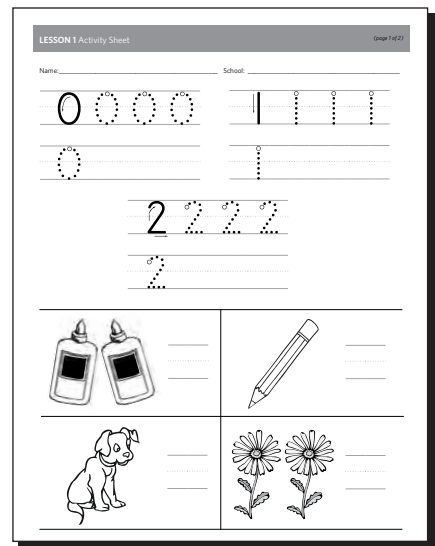 LESSON 1 Activity Sheet (page 1 of 2)
Name: School:
0 0 0 0 1 1 1 1
0 1
2 2 2 2
2